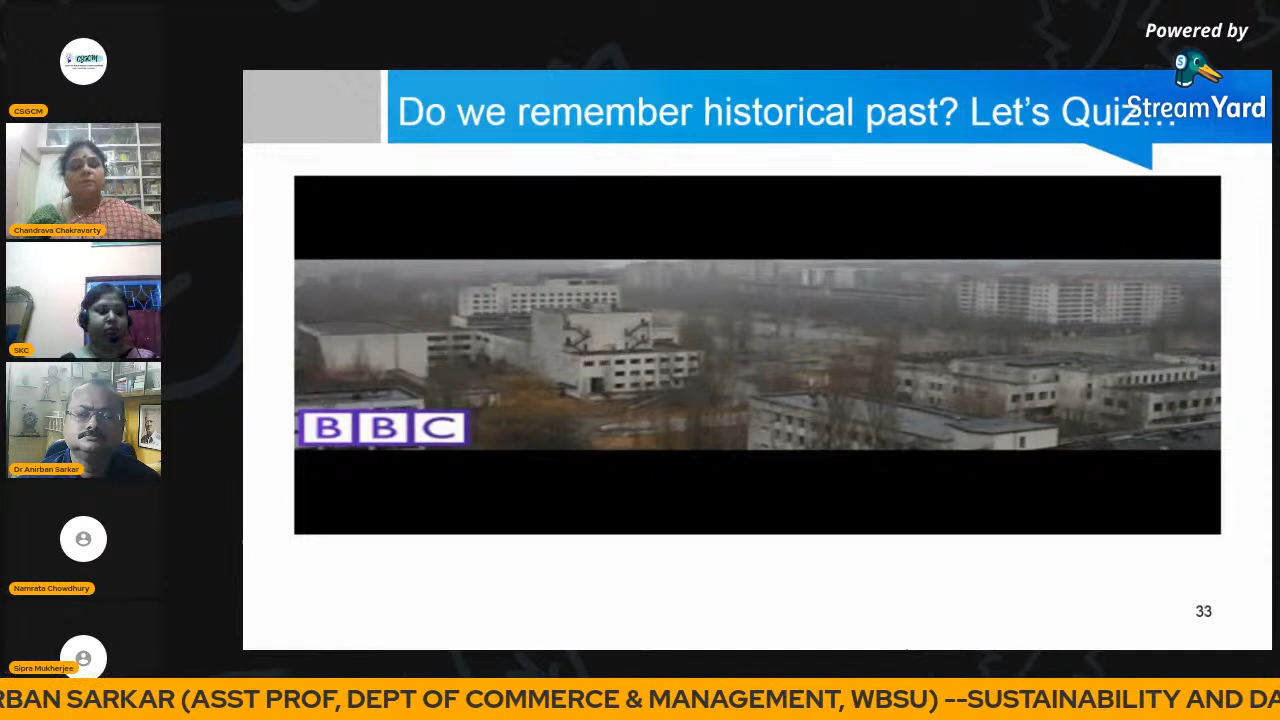 Powered by
StreamYard
CSGCM
CSGCM
Chandrava Chakravarty
SKC
Dr Anirban Sarkar
Namrata Chowdhury
Sipra Mukherjee
Do we remember historical past? Let's Quiz...
BBC
33
RBAN SARKAR (ASST PROF, DEPT OF COMMERCE & MANAGEMENT, WBSU) --SUSTAINABILITY AND DA